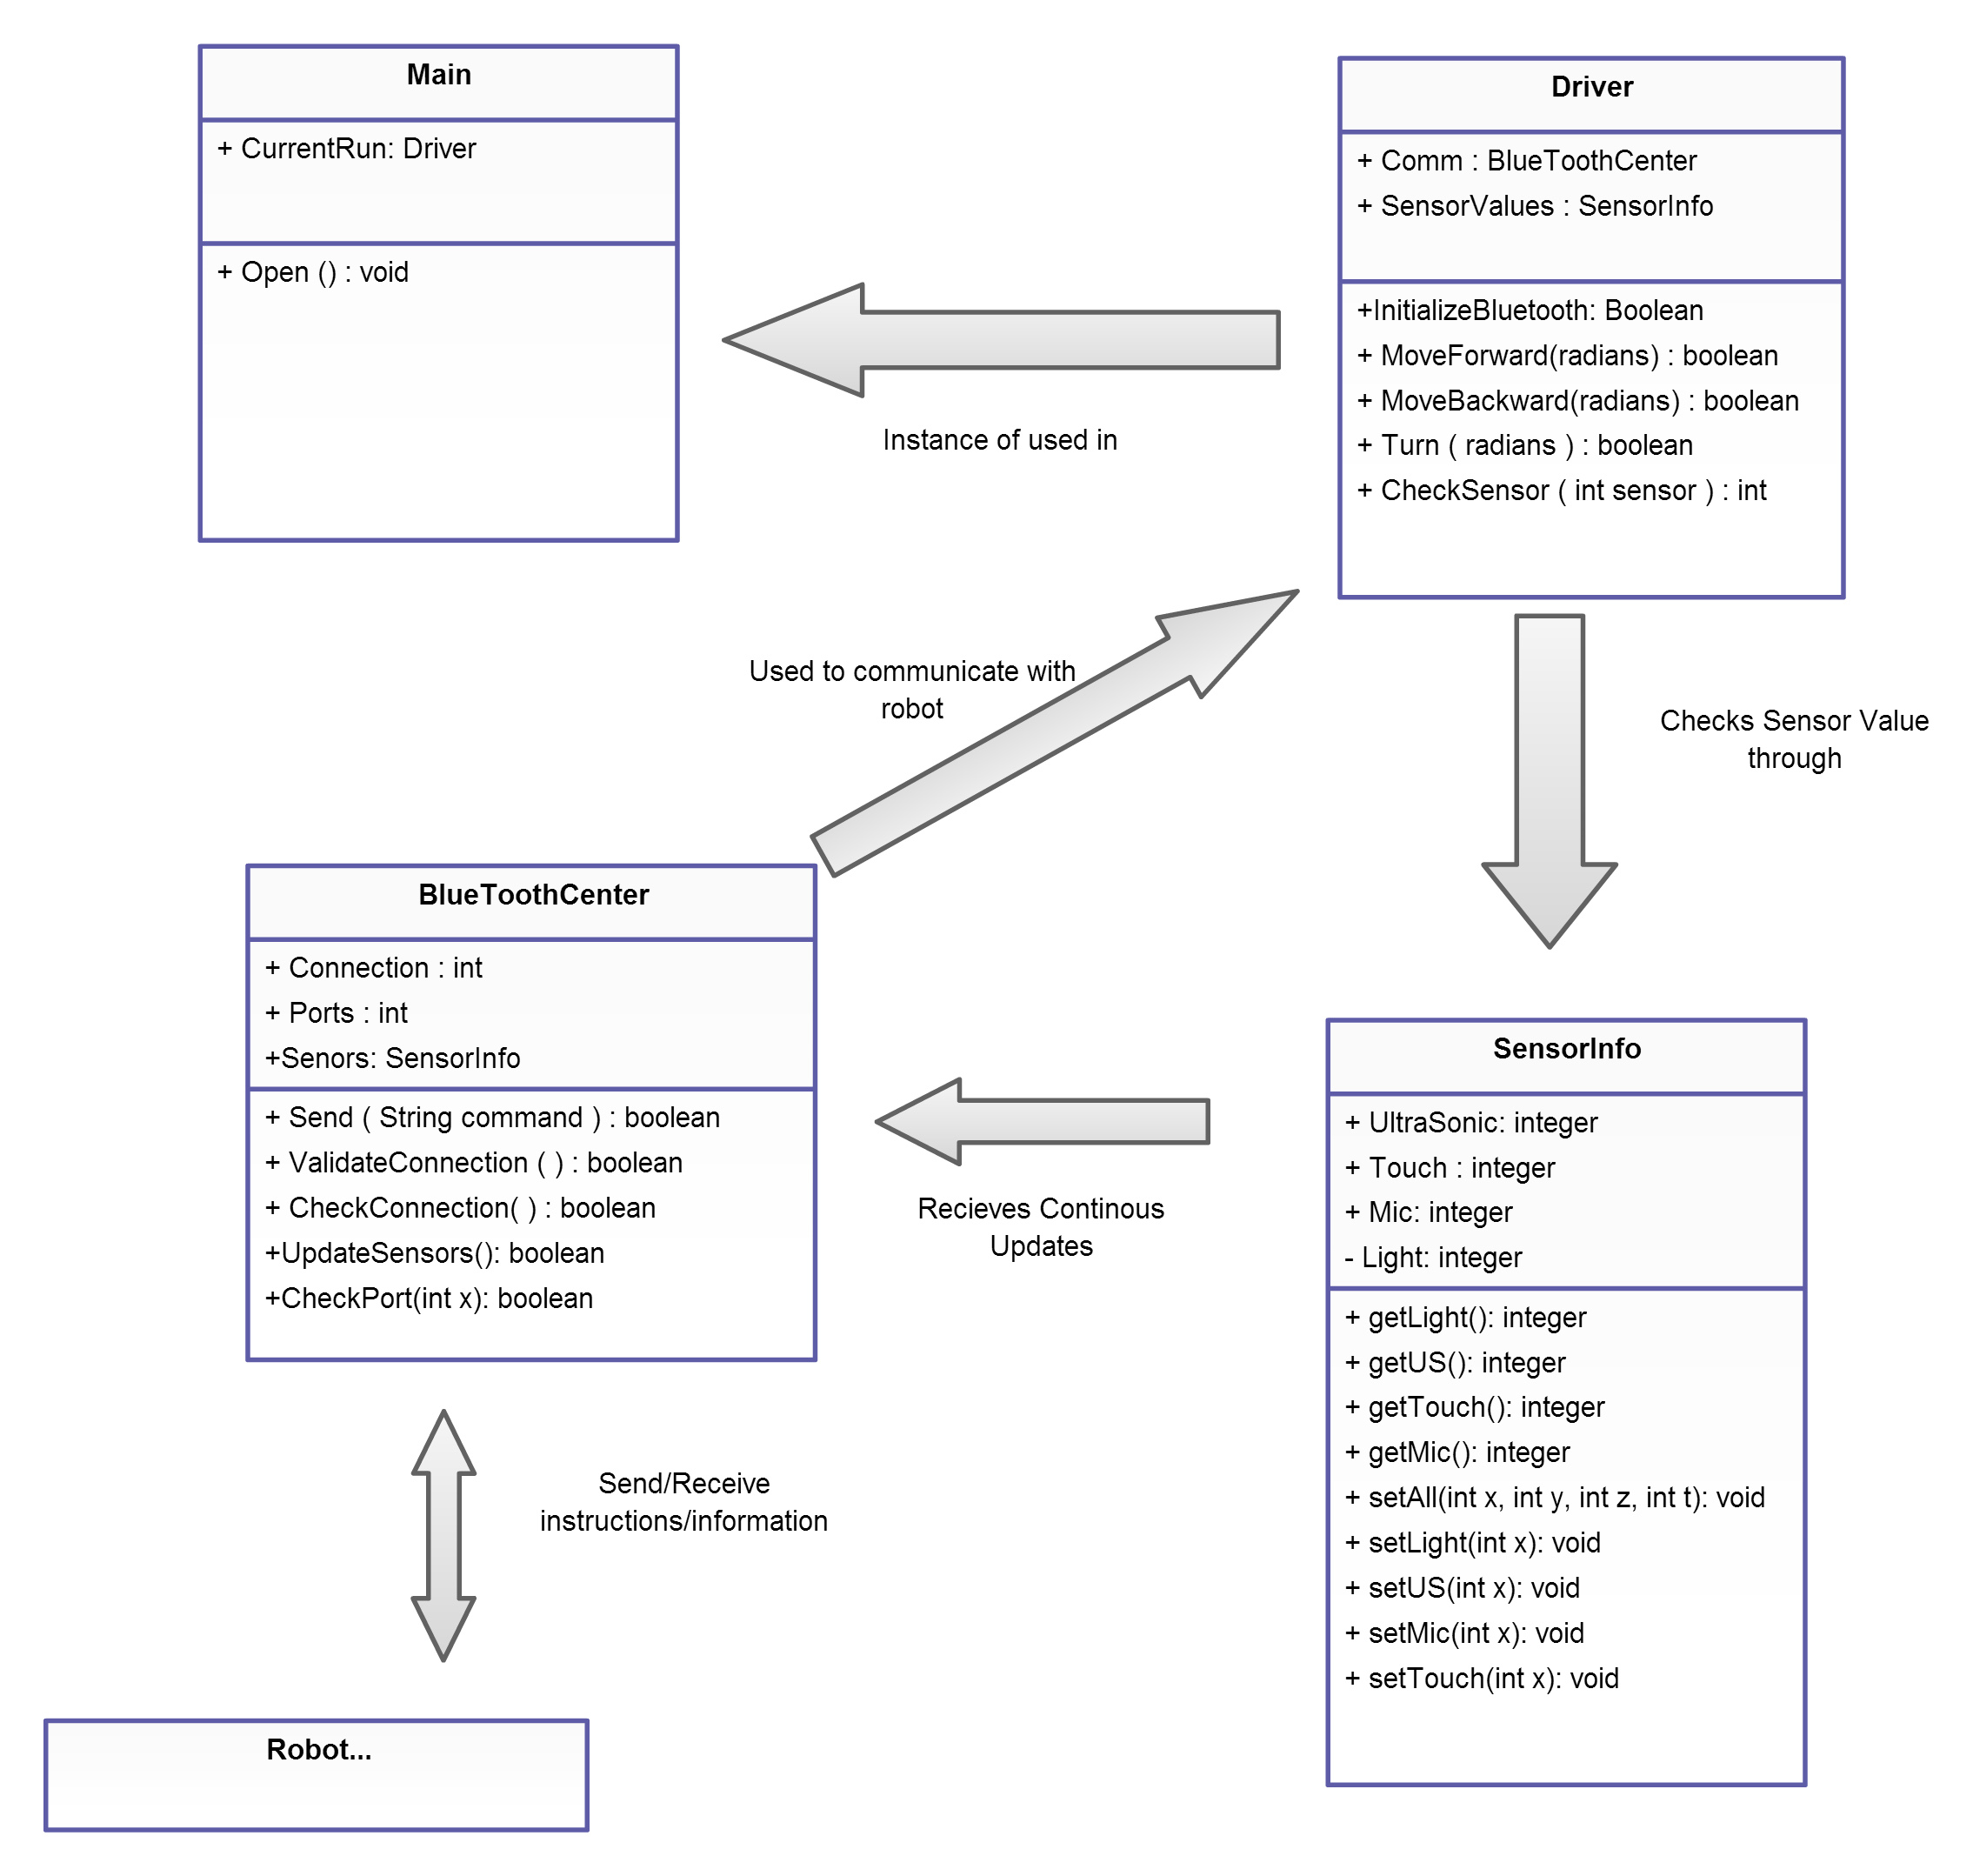 Main
+ CurrentRun: Driver
+ Open () : void
Driver
+ Comm : BlueToothCenter
+ SensorValues : SensorInfo
+InitializeBluetooth: Boolean
+ MoveForward(radians) : boolean
+ MoveBackward(radians) : boolean
+ Turn ( radians ) : boolean
+ CheckSensor ( int sensor ) : int
Instance of used in
Used to communicate with
robot
Checks Sensor Value
through
BlueToothCenter
+ Connection : int
+ Ports : int
+Senors: SensorInfo
+ Send ( String command ) : boolean
+ ValidateConnection ( ) : boolean
+ CheckConnection( ) : boolean
+UpdateSensors(): boolean
+CheckPort(int x): boolean
Recieves Continous
Updates
SensorInfo
+ UltraSonic: integer
+ Touch : integer
+ Mic: integer
- Light: integer
+ getLight(): integer
+ getUS(): integer
+ getTouch(): integer
+ getMic(): integer
+ setAll(int x, int y, int z, int t): void
+ setLight(int x): void
+ setUS(int x): void
+ setMic(int x): void
+ setTouch(int x): void
Send/Receive
instructions/information
Robot...